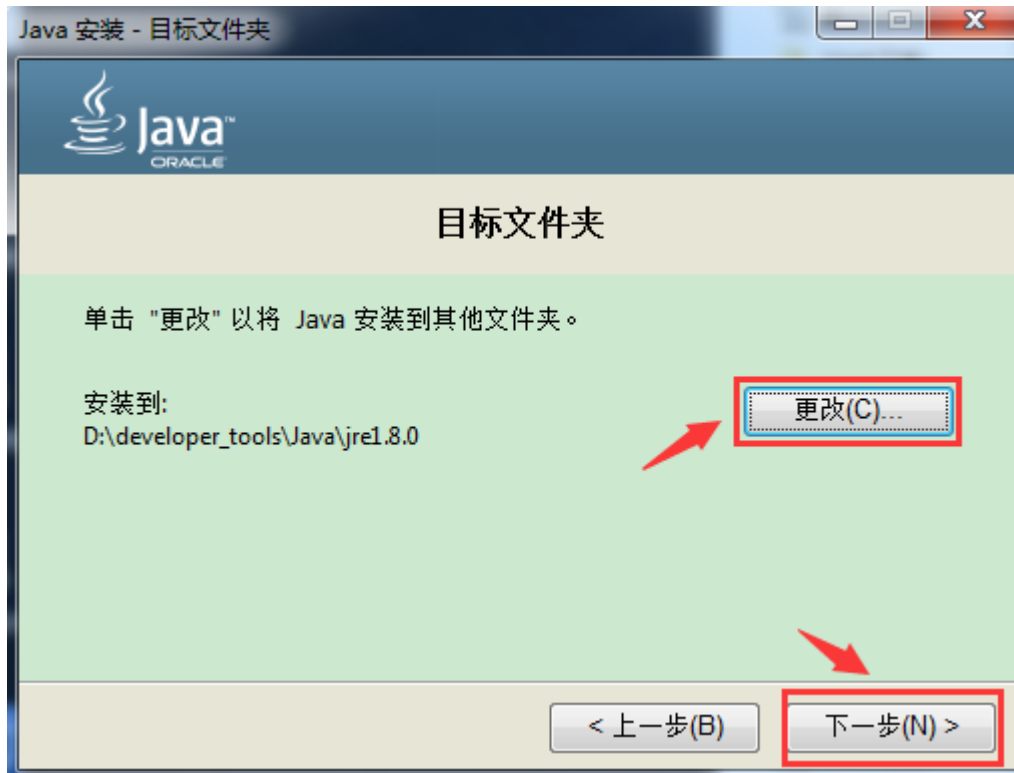 Java 安装 - 目标文件夹
Java™
ORACLE
目标文件夹
单击 "更改" 以将 Java 安装到其他文件夹。
安装到:
更改(C)...
D:\developer_tools\Java\jre1.8.0
< 上一步(B)
下一步(N) >